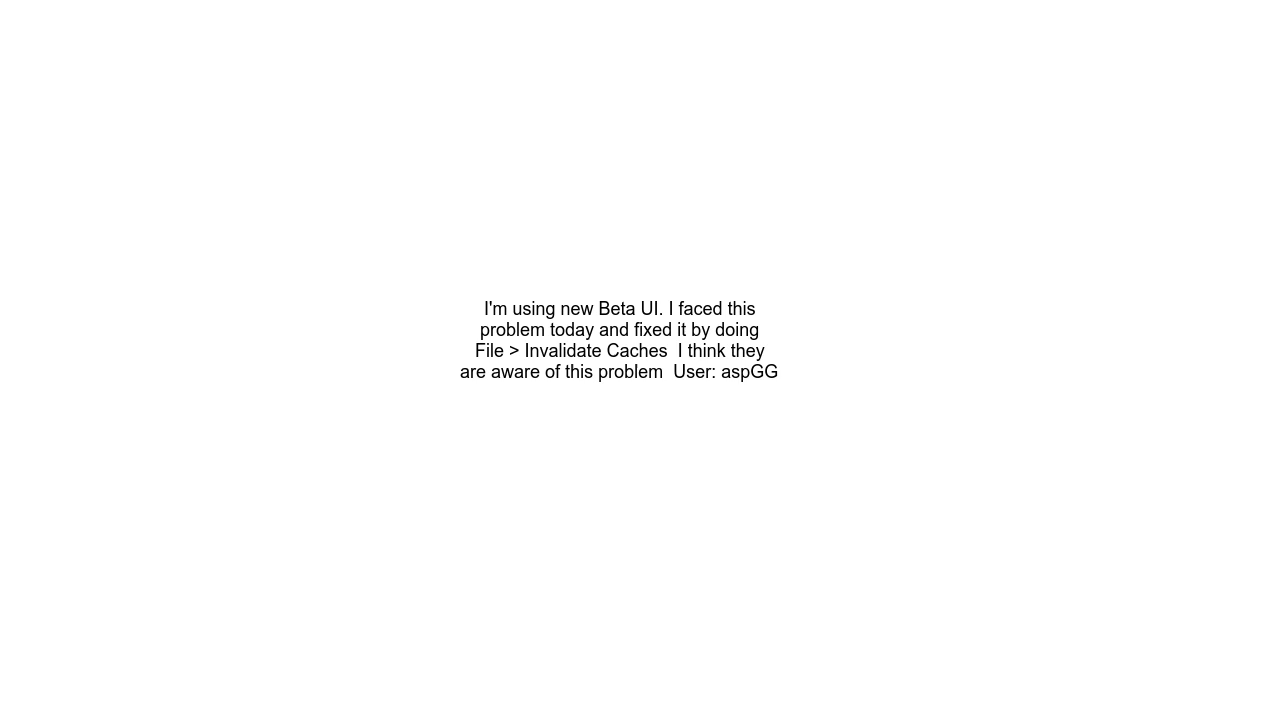 I'm using new Beta UI. I faced this
problem today and fixed it by doing
File > Invalidate Caches  I think they
are aware of this problem  User: aspGG